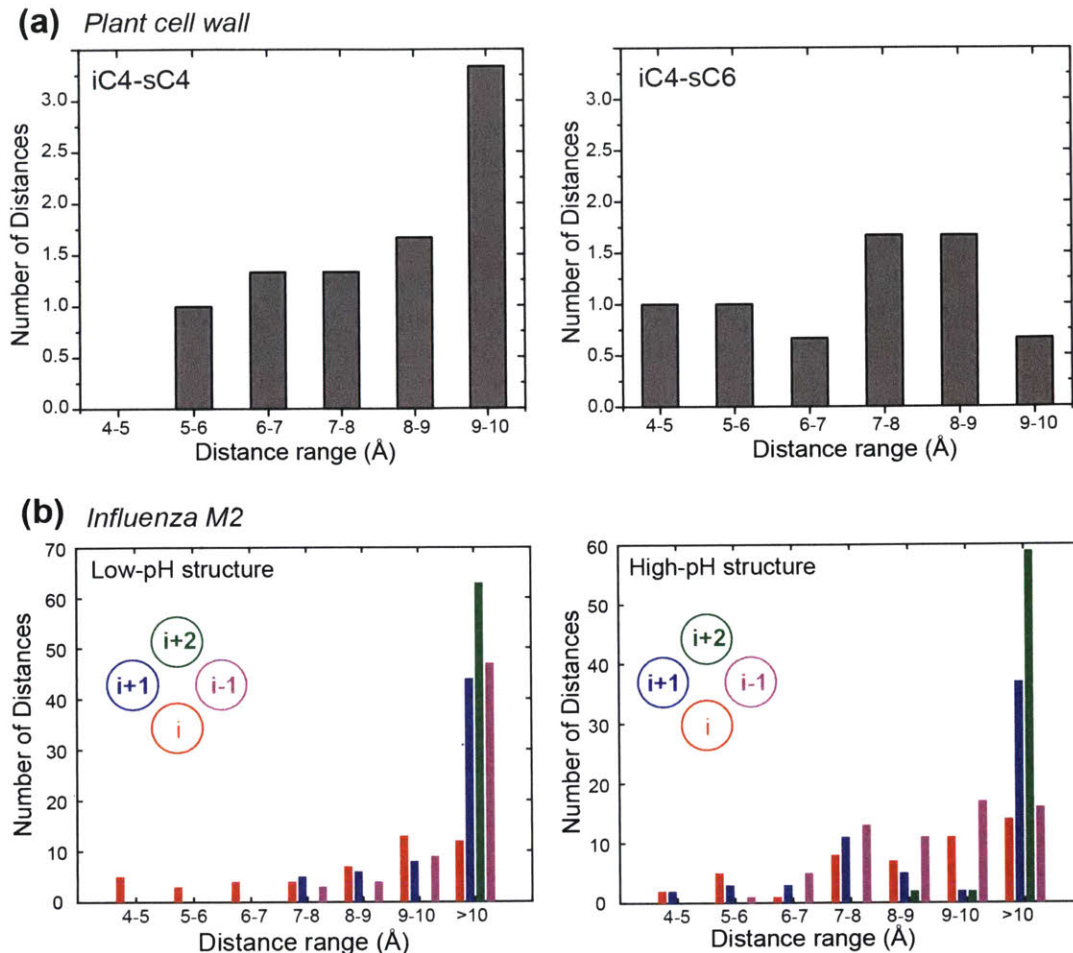 (a) Plant cell wall
iC4-sC4
Number of Distances
3.0
2.5
2.0
1.5
1.0
0.5
0.0
4-5 5-6 6-7 7-8 8-9 9-10
Distance range (Å)
iC4-sC6
Number of Distances
3.0
2.5
2.0
1.5
1.0
0.5
0.0
4-5 5-6 6-7 7-8 8-9 9-10
Distance range (Å)
(b) Influenza M2
Low-pH structure
Number of Distances
70
60
50
40
30
20
10
0
i+2
i+1 i-1
i
4-5 5-6 6-7 7-8 8-9 9-10 >10
Distance range (Å)
High-pH structure
Number of Distances
60
50
40
30
20
10
0
i+2
i+1 i-1
i
4-5 5-6 6-7 7-8 8-9 9-10 >10
Distance range (Å)